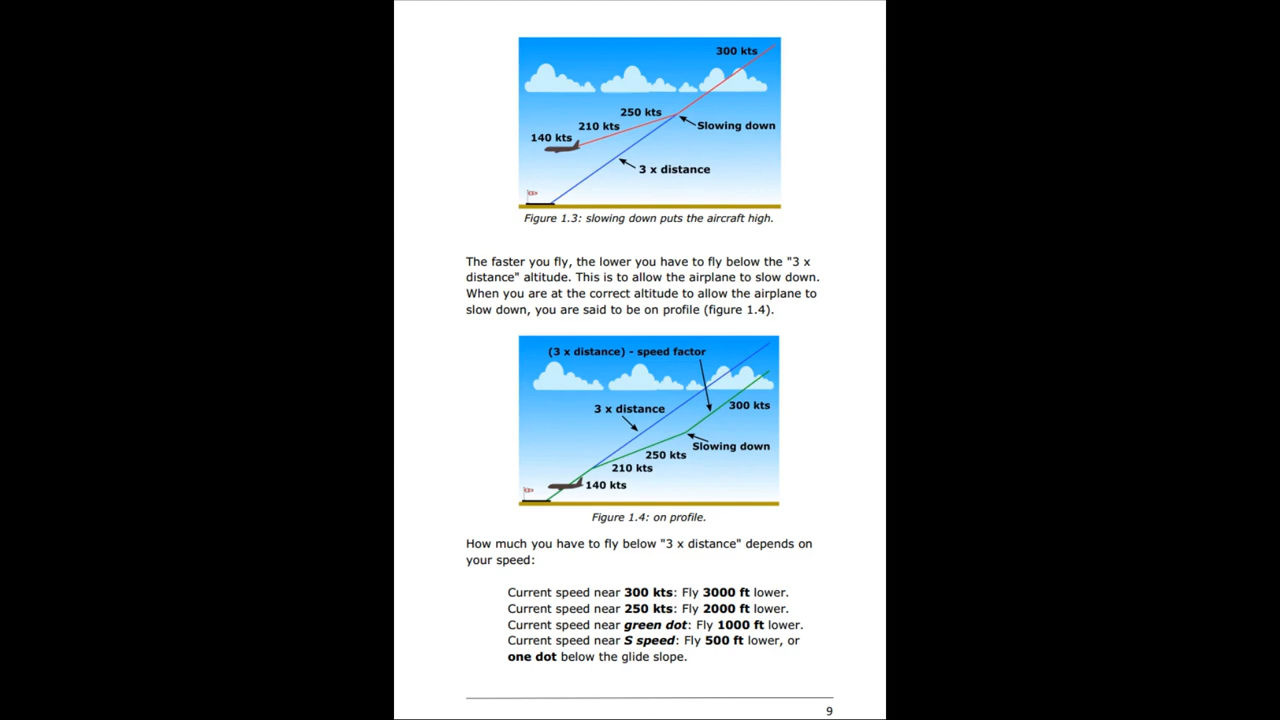 300 kts
250 kts
210 kts
Slowing down
140 kts
3 x distance
Figure 1.3: slowing down puts the aircraft high.
The faster you fly, the lower you have to fly below the "3 x
distance" altitude. This is to allow the airplane to slow down.
When you are at the correct altitude to allow the airplane to
slow down, you are said to be on profile (figure 1.4).
(3 x distance) - speed factor
3 x distance
300 kts
Slowing down
250 kts
210 kts
140 kts
Figure 1.4: on profile.
How much you have to fly below "3 x distance" depends on
your speed:
Current speed near 300 kts: Fly 3000 ft lower.
Current speed near 250 kts: Fly 2000 ft lower.
Current speed near green dot: Fly 1000 ft lower.
Current speed near S speed: Fly 500 ft lower, or
one dot below the glide slope.
9